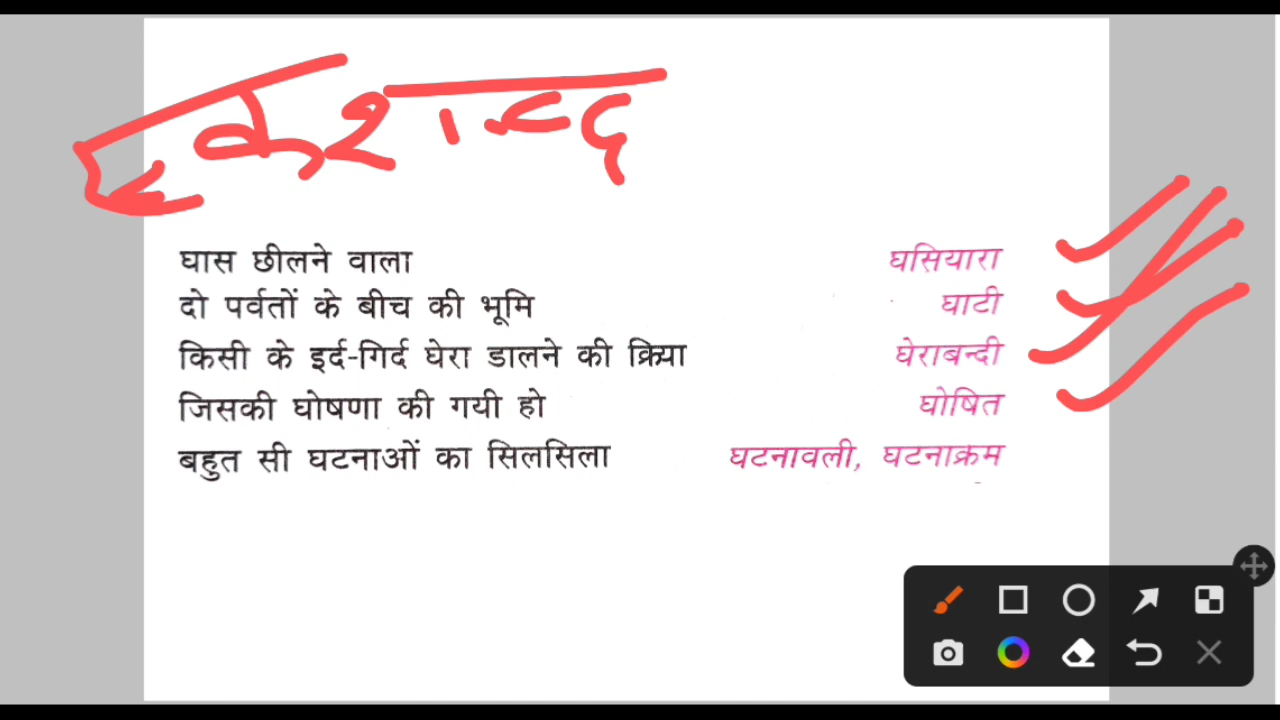 एक शब्द
घास छीलने वाला घसियारा
दो पर्वतों के बीच की भूमि घाटी
किसी के इर्द-गिर्द घेरा डालने की क्रिया घेराबन्दी
जिसकी घोषणा की गयी हो घोषित
बहुत सी घटनाओं का सिलसिला घटनावली, घटनाक्रम